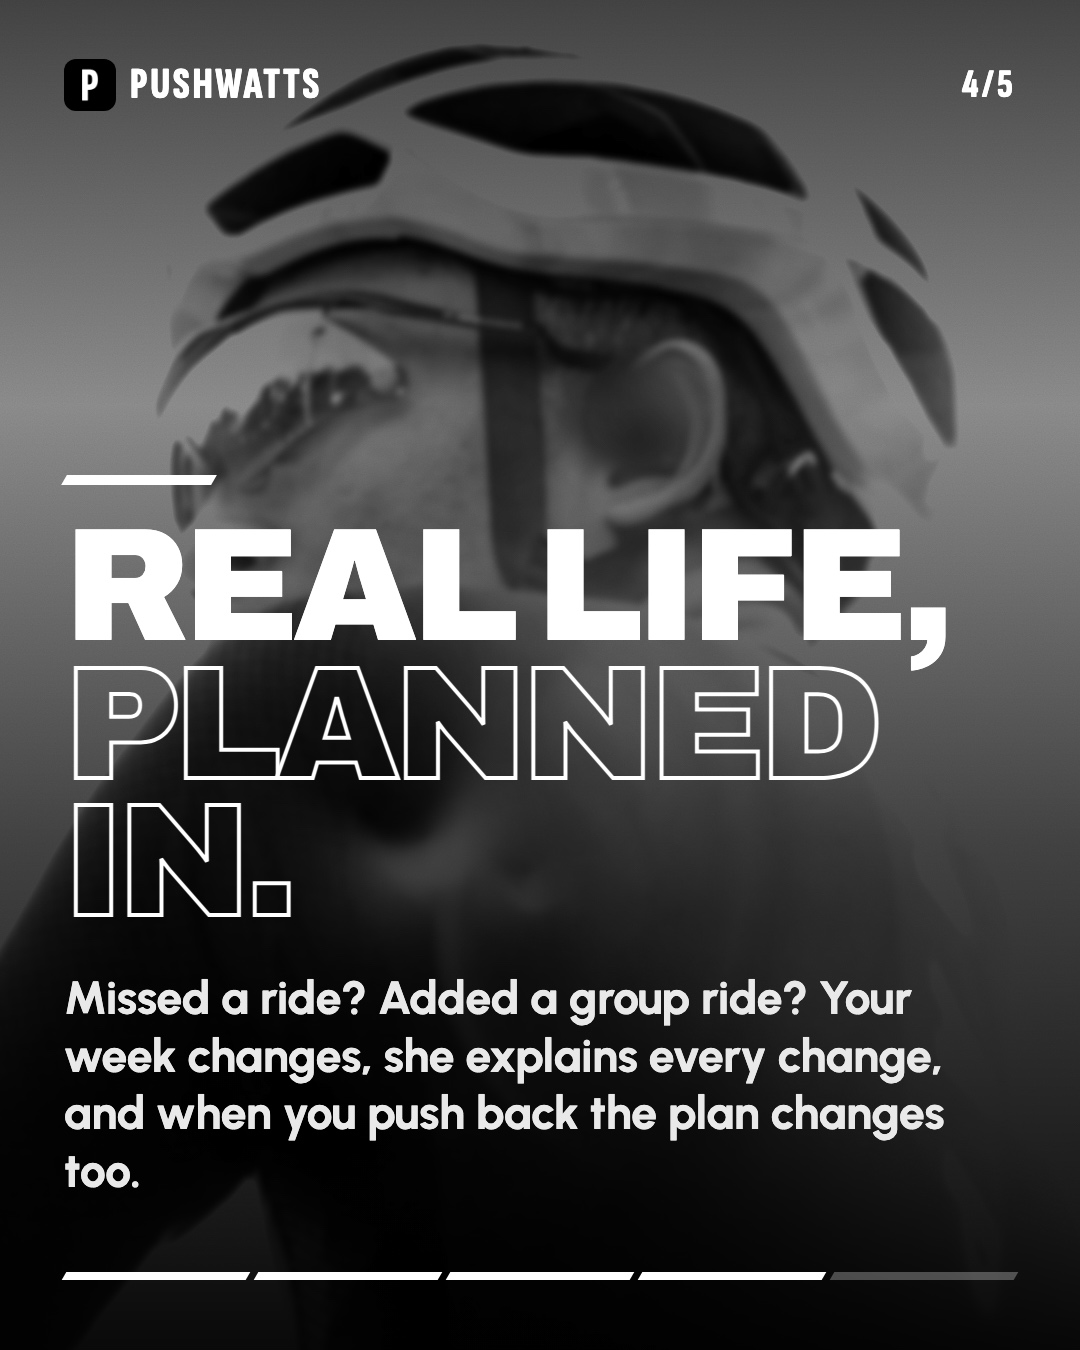 P PUSHWATTS
4/5
REAL LIFE,
PLANNED
IN.
Missed a ride? Added a group ride? Your
week changes, she explains every change,
and when you push back the plan changes
too.